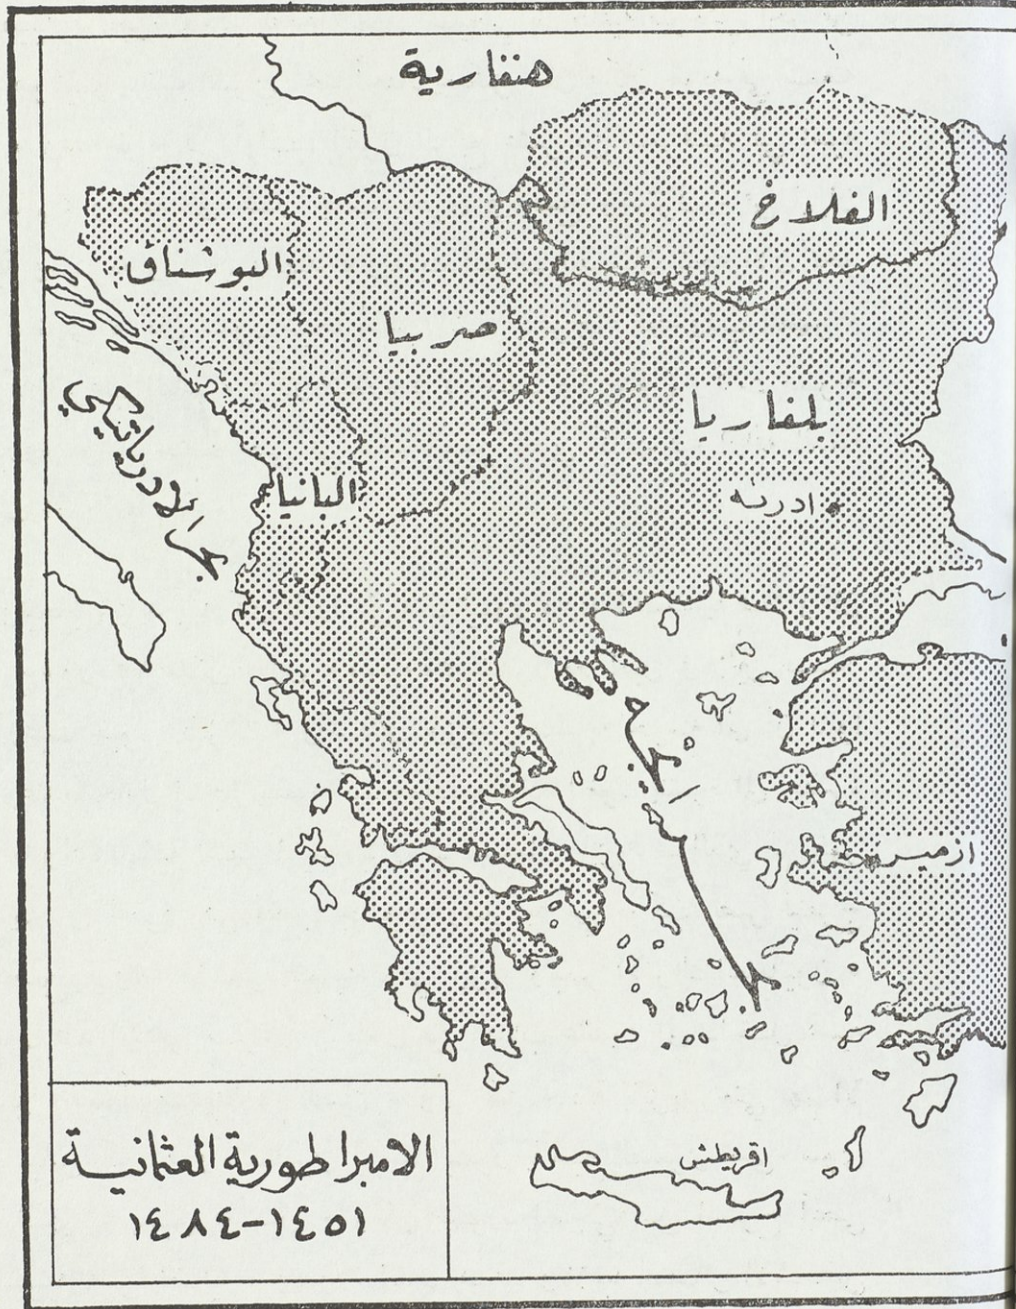 هنغارية
الفلاخ
البوشناق
صربيا
بلغاريا
ادرنه
البانيا
بحر الادرياتيكي
بحر ايجه
ازمير
اقريطش
الامبراطورية العثمانية
١٤٥١-١٤٨٤